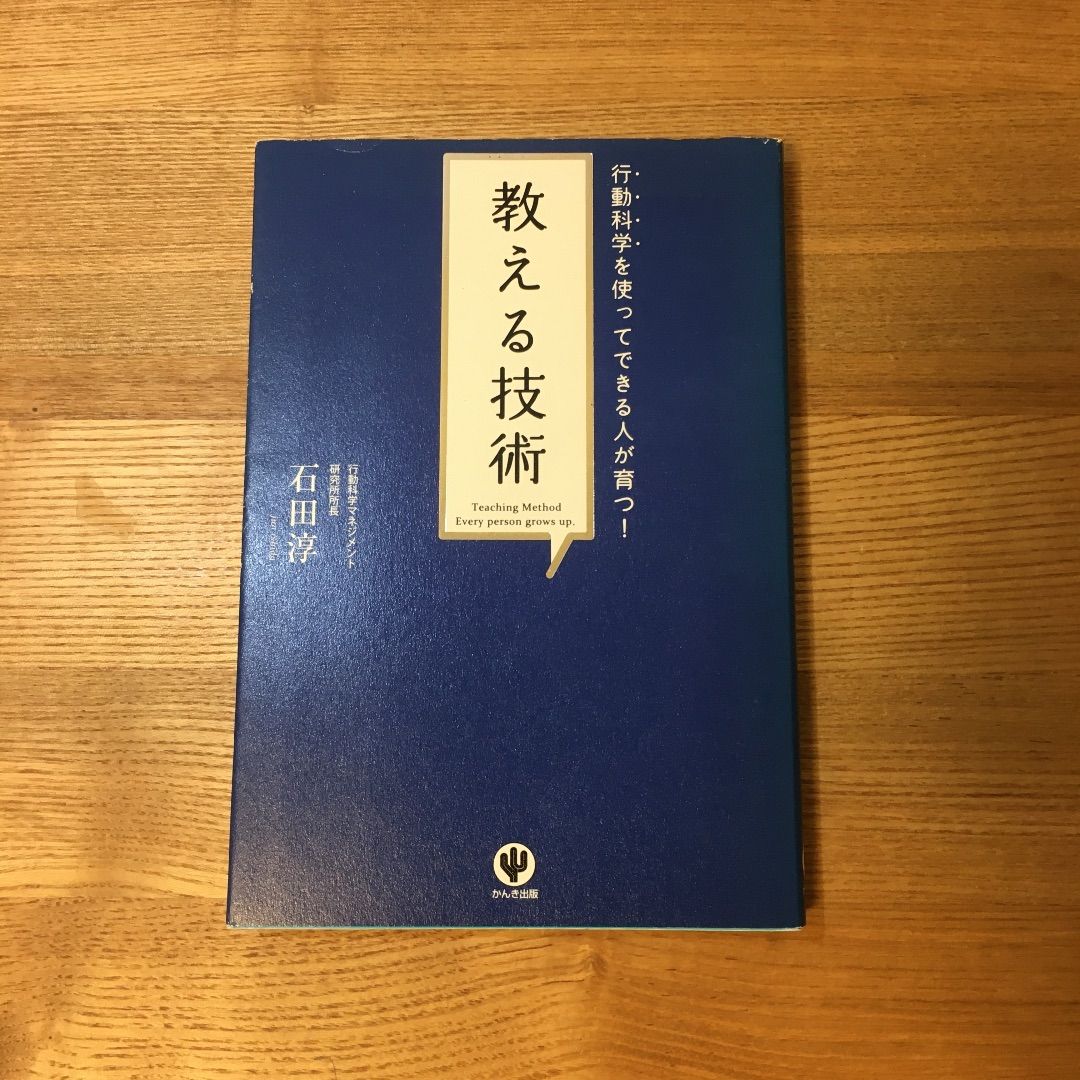 行動科学を使ってできる人が育つ！
教える技術
Teaching Method
Every person grows up.
行動科学マネジメント
研究所所長
石田淳
かんき出版